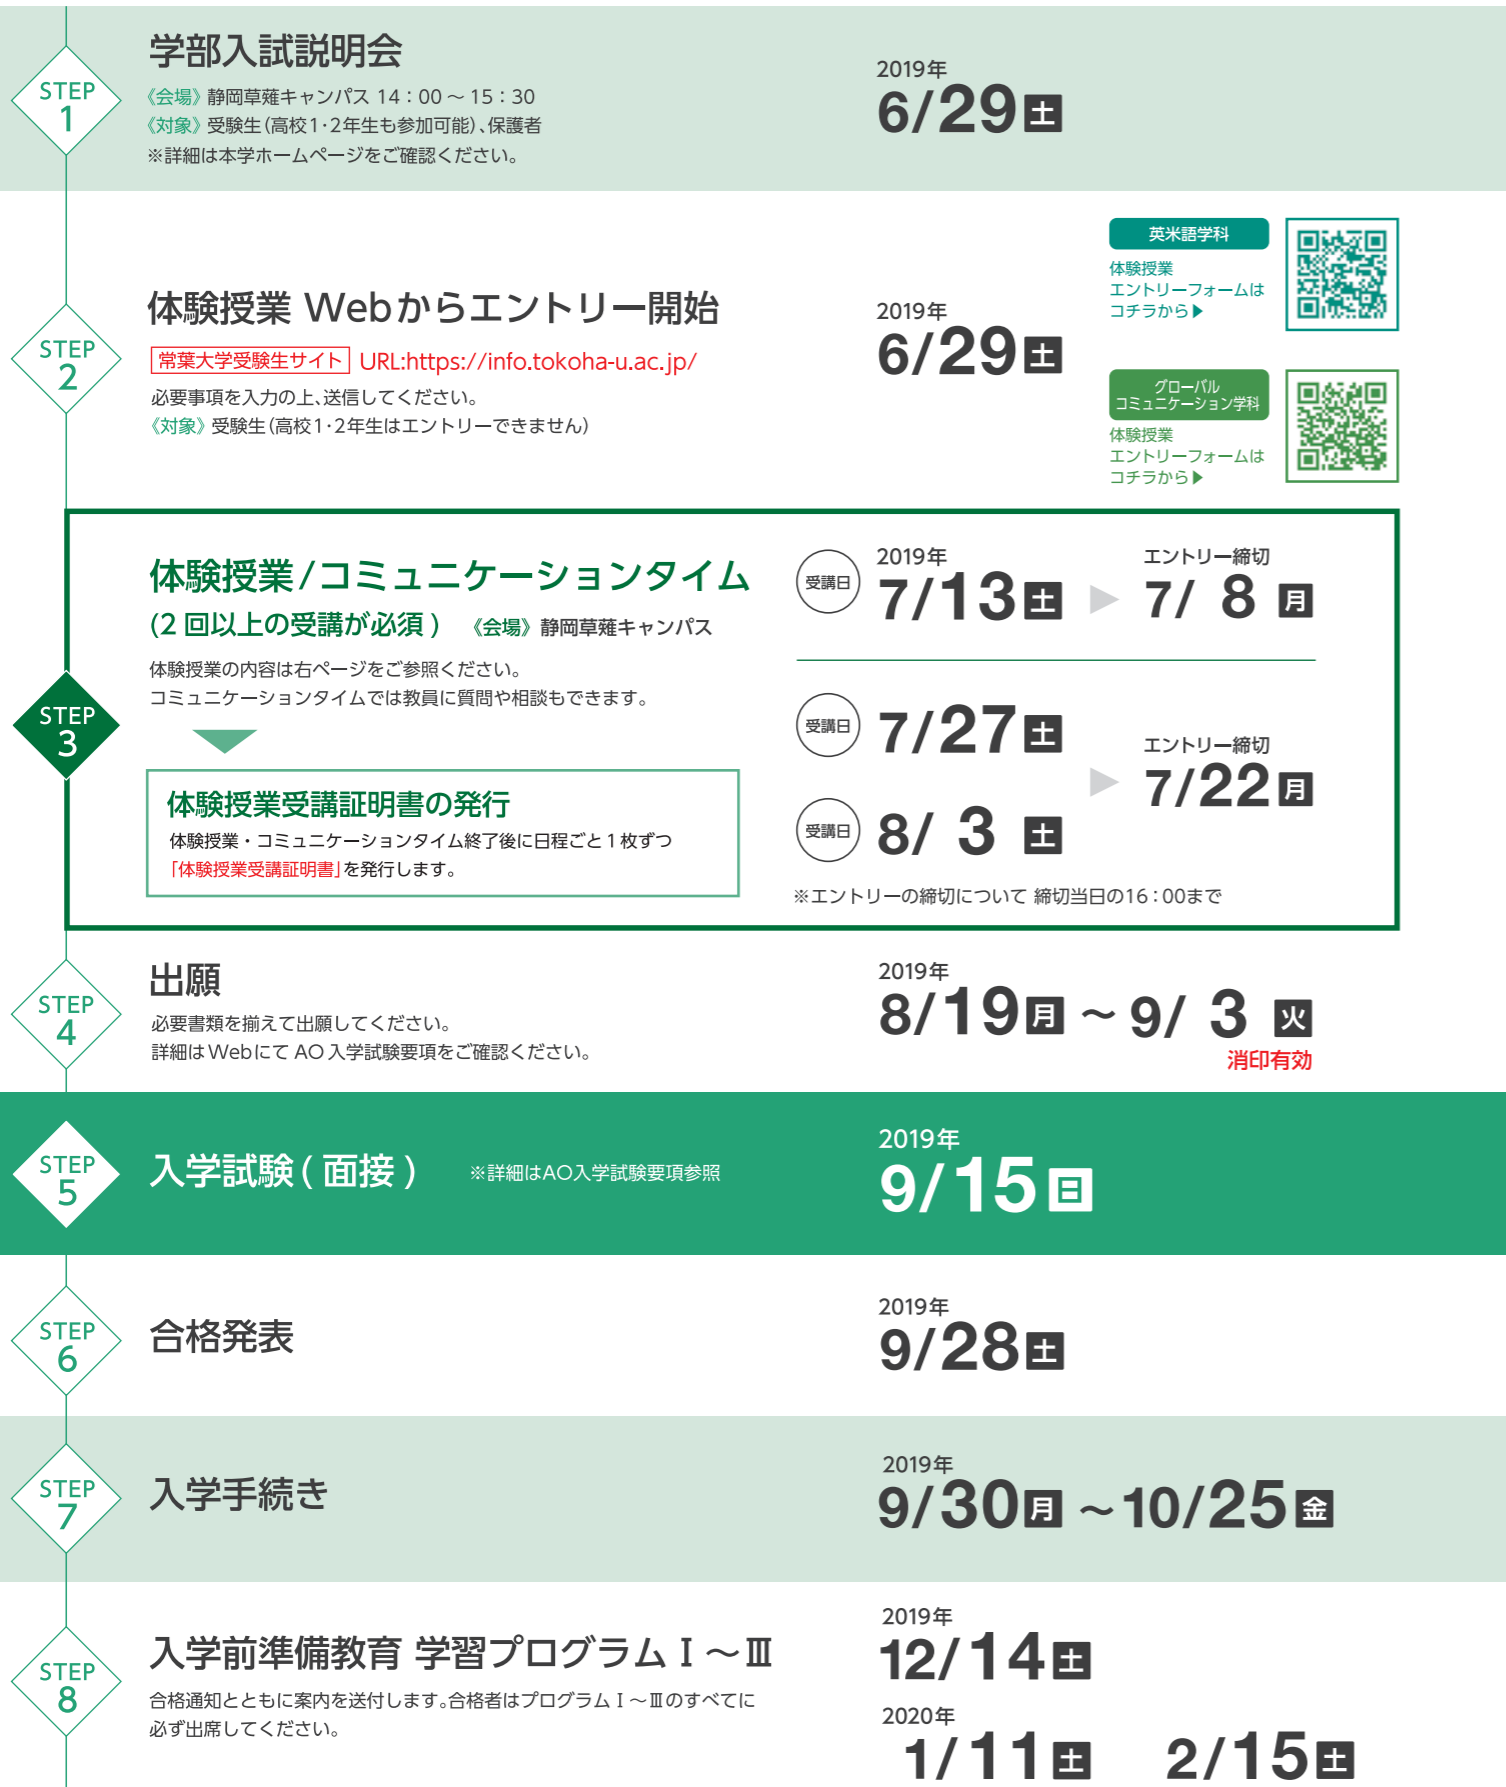 STEP
1
学部入試説明会
《会場》静岡草薙キャンパス 14：00～15：30
《対象》受験生(高校1･2年生も参加可能)､保護者
※詳細は本学ホームページをご確認ください。
2019年
6/29土
STEP
2
体験授業 Webからエントリー開始
常葉大学受験生サイト URL:https://info.tokoha-u.ac.jp/
必要事項を入力の上､送信してください。
《対象》受験生(高校1･2年生はエントリーできません)
2019年
6/29土
英米語学科
体験授業
エントリーフォームは
コチラから▶
グローバル
コミュニケーション学科
体験授業
エントリーフォームは
コチラから▶
STEP
3
体験授業/コミュニケーションタイム
(2回以上の受講が必須) 《会場》静岡草薙キャンパス
体験授業の内容は右ページをご参照ください。
コミュニケーションタイムでは教員に質問や相談もできます。
体験授業受講証明書の発行
体験授業・コミュニケーションタイム終了後に日程ごと1枚ずつ
「体験授業受講証明書」を発行します。
受講日
2019年
7/13土
エントリー締切
7/ 8 月
受講日
7/27土
受講日
8/ 3 土
エントリー締切
7/22月
※エントリーの締切について 締切当日の16：00まで
STEP
4
出願
必要書類を揃えて出願してください。
詳細はWebにて AO入学試験要項をご確認ください。
2019年
8/19月 ～ 9/ 3 火
消印有効
STEP
5
入学試験(面接) ※詳細はAO入学試験要項参照
2019年
9/15日
STEP
6
合格発表
2019年
9/28土
STEP
7
入学手続き
2019年
9/30月 ～10/25金
STEP
8
入学前準備教育 学習プログラムⅠ～Ⅲ
合格通知とともに案内を送付します｡合格者はプログラムⅠ～Ⅲのすべてに
必ず出席してください。
2019年
12/14土
2020年
1/11土 2/15土